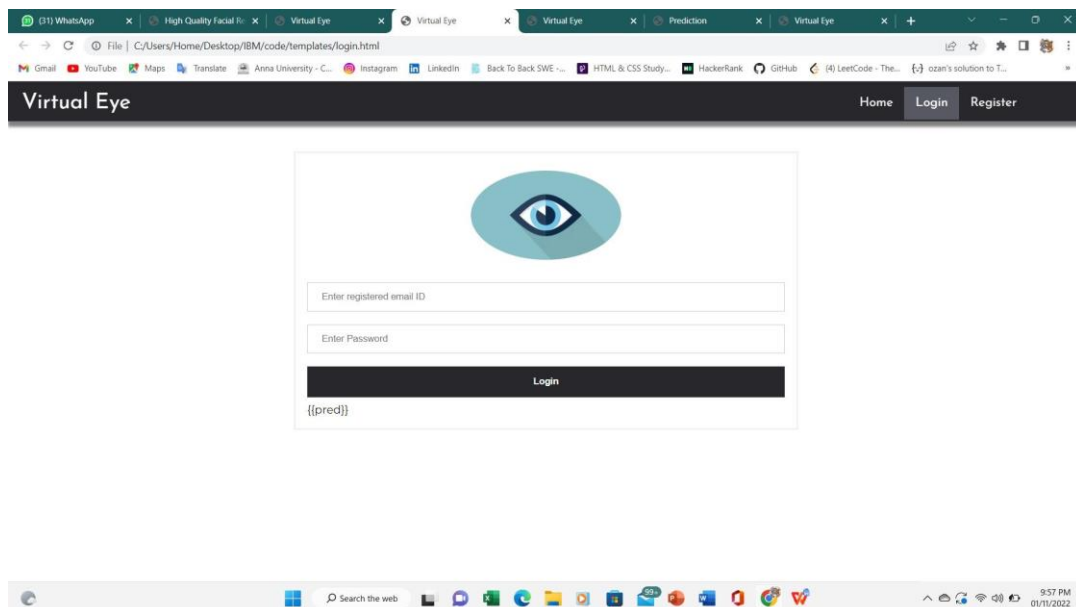 (31) WhatsApp
High Quality Facial Re
Virtual Eye
Virtual Eye
Virtual Eye
Prediction
Virtual Eye
File | C:/Users/Home/Desktop/IBM/code/templates/login.html
Gmail YouTube Maps Translate Anna University - C... Instagram LinkedIn Back To Back SWE -... HTML & CSS Study... HackerRank GitHub (4) LeetCode - The... ozan's solution to T... »
Virtual Eye Home Login Register
Enter registered email ID
Enter Password
Login
{{pred}}
Search the web
99+
9:57 PM
01/11/2022